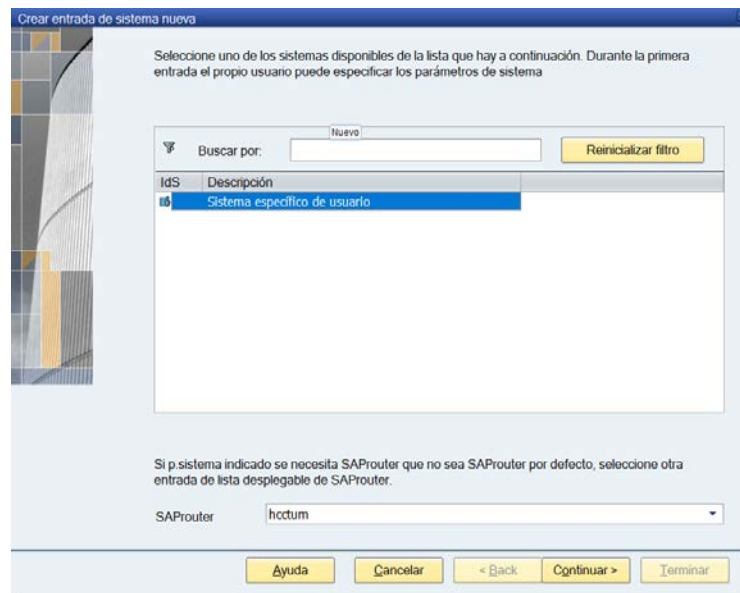 Crear entrada de sistema nueva
Seleccione uno de los sistemas disponibles de la lista que hay a continuación. Durante la primera
entrada el propio usuario puede especificar los parámetros de sistema
Nuevo
Buscar por:
Reinicializar filtro
IdS Descripción
Sistema específico de usuario
Si p.sistema indicado se necesita SAProuter que no sea SAProuter por defecto, seleccione otra
entrada de lista desplegable de SAProuter.
SAProuter hcctum
Ayuda Cancelar < Back Continuar > Terminar